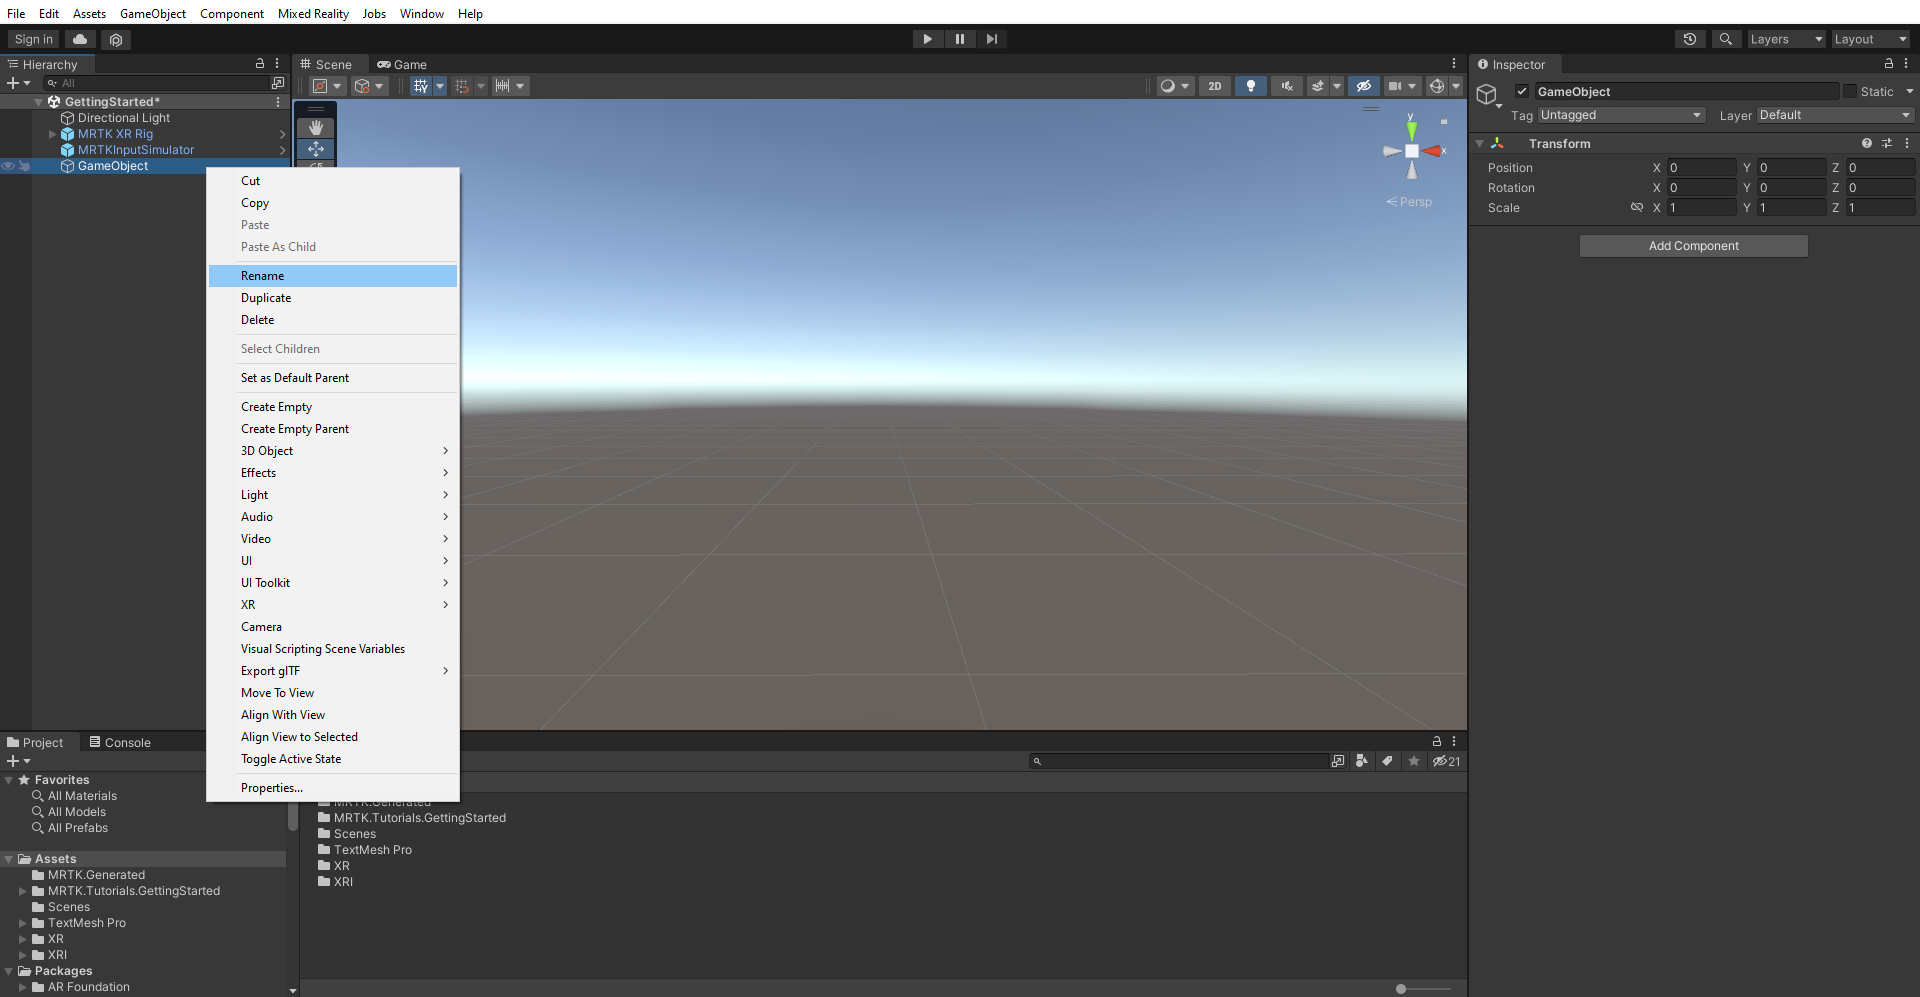 File Edit Assets GameObject Component Mixed Reality Jobs Window Help
Sign in
Layers
Layout
Hierarchy
All
GettingStarted*
Directional Light
MRTK XR Rig
MRTKInputSimulator
GameObject
Cut
Copy
Paste
Paste As Child
Rename
Duplicate
Delete
Select Children
Set as Default Parent
Create Empty
Create Empty Parent
3D Object
Effects
Light
Audio
Video
UI
UI Toolkit
XR
Camera
Visual Scripting Scene Variables
Export glTF
Move To View
Align With View
Align View to Selected
Toggle Active State
Properties...
Scene
Game
2D
y
x
Persp
Inspector
GameObject
Static
Tag Untagged
Layer Default
Transform
Position X 0 Y 0 Z 0
Rotation X 0 Y 0 Z 0
Scale X 1 Y 1 Z 1
Add Component
Project
Console
21
Favorites
All Materials
All Models
All Prefabs
Assets
MRTK.Generated
MRTK.Tutorials.GettingStarted
Scenes
TextMesh Pro
XR
XRI
Packages
AR Foundation
MRTK.Generated
MRTK.Tutorials.GettingStarted
Scenes
TextMesh Pro
XR
XRI